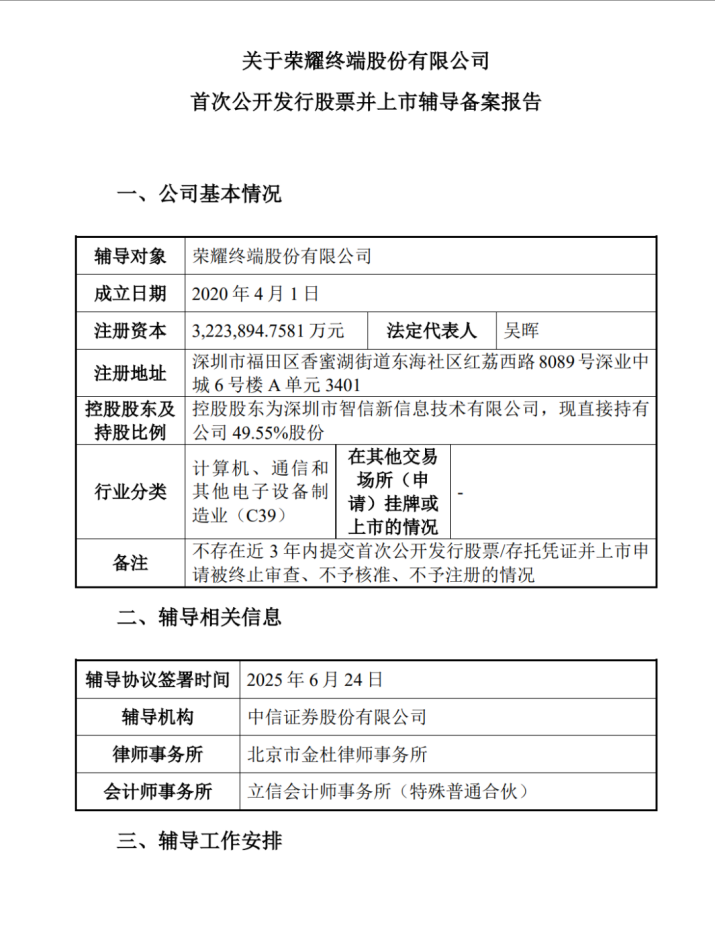 关于荣耀终端股份有限公司
首次公开发行股票并上市辅导备案报告
一、公司基本情况
辅导对象 荣耀终端股份有限公司
成立日期 2020 年 4 月 1 日
注册资本 3,223,894.7581 万元 法定代表人 吴晖
注册地址 深圳市福田区香蜜湖街道东海社区红荔西路 8089 号深业中
城 6 号楼 A 单元 3401
控股股东及
持股比例
控股股东为深圳市智信新信息技术有限公司，现直接持有
公司 49.55%股份
行业分类
计算机、通信和
其他电子设备制
造业（C39）
在其他交易
场所（申
请）挂牌或
上市的情况
-
备注
不存在近 3 年内提交首次公开发行股票/存托凭证并上市申
请被终止审查、不予核准、不予注册的情况
二、辅导相关信息
辅导协议签署时间 2025 年 6 月 24 日
辅导机构 中信证券股份有限公司
律师事务所 北京市金杜律师事务所
会计师事务所 立信会计师事务所（特殊普通合伙）
三、辅导工作安排